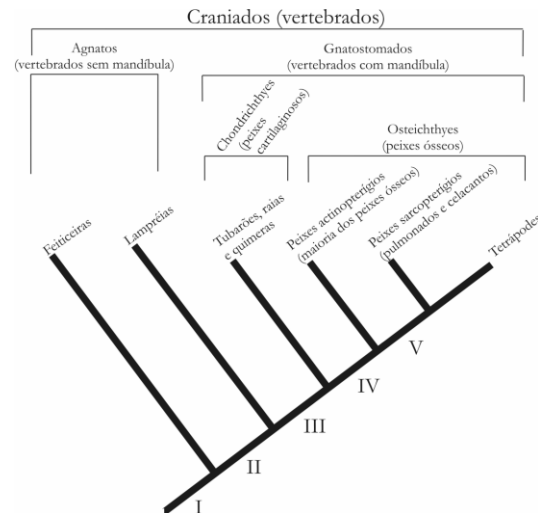 Craniados (vertebrados)
Agnatos
(vertebrados sem mandíbula)
Gnatostomados
(vertebrados com mandíbula)
Chondrichthyes
(peixes
cartilaginosos)
Osteichthyes
(peixes ósseos)
Feiticeiras
Lampréias
Tubarões, raias
e quimeras
Peixes actinopterígios
(maioria dos peixes ósseos)
Peixes sarcopterígios
(pulmonados e celacantos)
Tetrápodes
V
IV
III
II
I